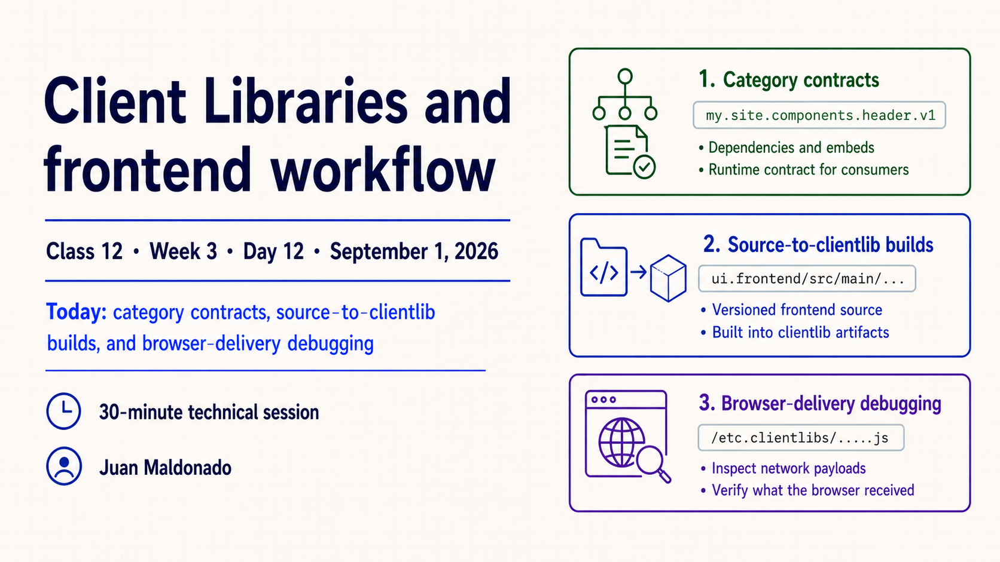 Client Libraries and
frontend workflow
Class 12 • Week 3 • Day 12 • September 1, 2026
Today: category contracts, source-to-clientlib
builds, and browser-delivery debugging
30-minute technical session
Juan Maldonado
1. Category contracts
my.site.components.header.v1
• Dependencies and embeds
• Runtime contract for consumers
2. Source-to-clientlib builds
ui.frontend/src/main/...
• Versioned frontend source
• Built into clientlib artifacts
3. Browser-delivery debugging
/etc.clientlibs/.....js
• Inspect network payloads
• Verify what the browser received